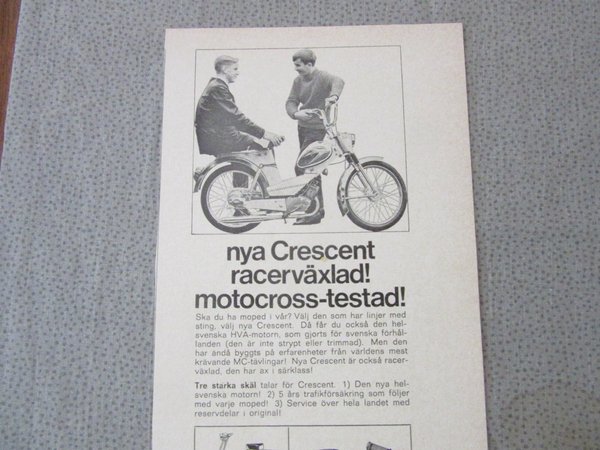 nya Crescent
racerväxlad!
motocross-testad!
Ska du ha moped i vår? Välj den som har linjer med
sting, välj nya Crescent. Då får du också den hel-
svenska HVA-motorn, som gjorts för svenska förhål-
landen (den är inte strypt eller trimmad). Men den
har ändå byggts på erfarenheter från världens mest
krävande MC-tävlingar! Nya Crescent är också racer-
växlad, den har ax i särklass!
Tre starka skäl talar för Crescent. 1) Den nya hel-
svenska motorn! 2) 5 års trafikförsäkring som följer
med varje moped! 3) Service över hela landet med
reservdelar i original!